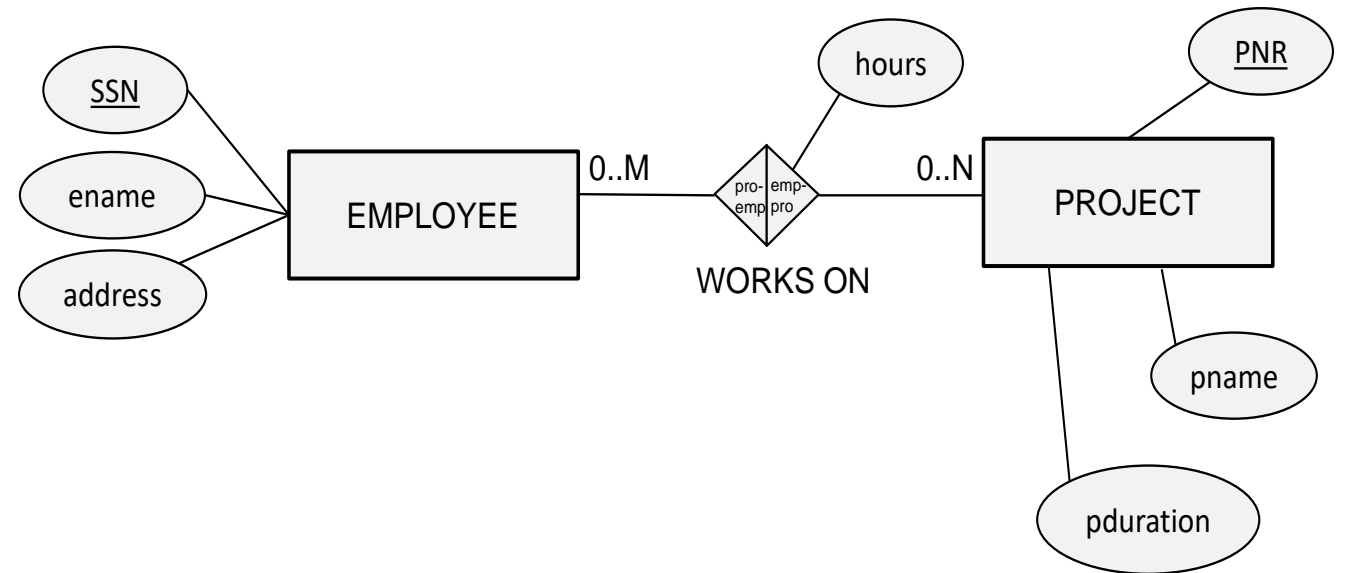 SSN
ename
address
EMPLOYEE
0..M
pro-
emp
emp-
pro
WORKS ON
hours
0..N
PROJECT
PNR
pname
pduration